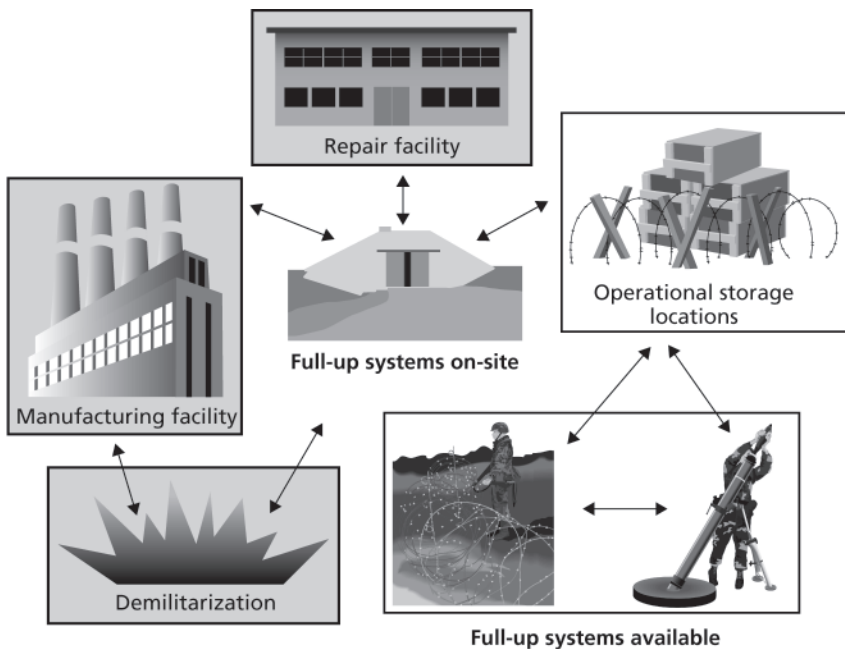 Repair facility
Operational storage
locations
Full-up systems on-site
Manufacturing facility
Demilitarization
Full-up systems available